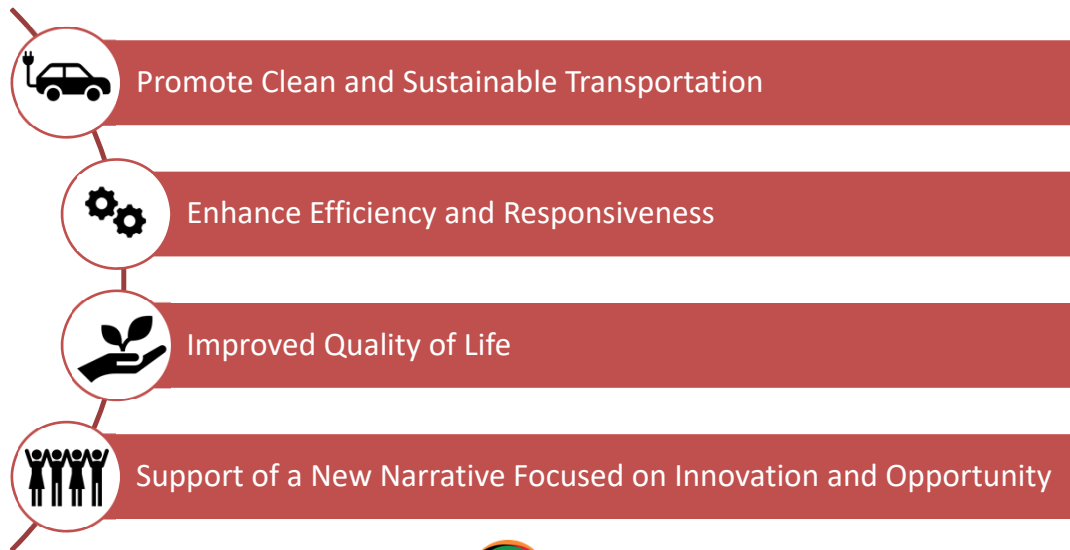 Promote Clean and Sustainable Transportation
Enhance Efficiency and Responsiveness
Improved Quality of Life
Support of a New Narrative Focused on Innovation and Opportunity